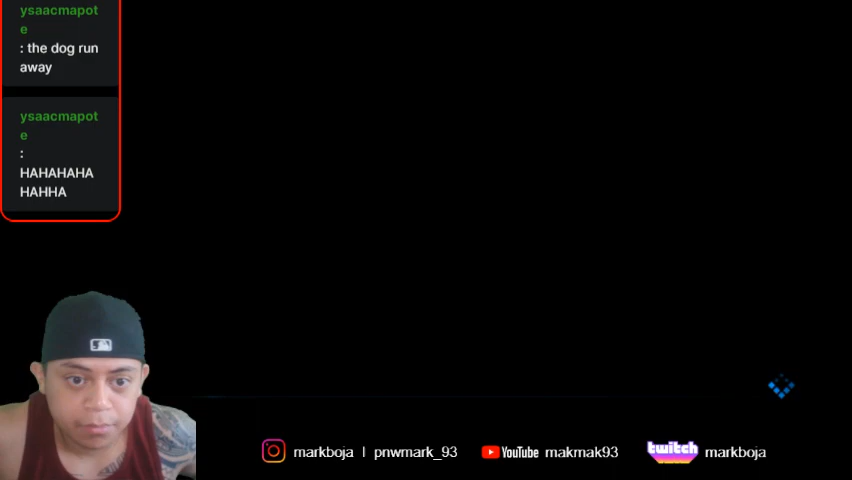 ysaacmapot
e
: the dog run
away
ysaacmapot
e
:
HAHAHAHA
HAHHA
markboja | pnwmark_93 YouTube makmak93 twitch markboja